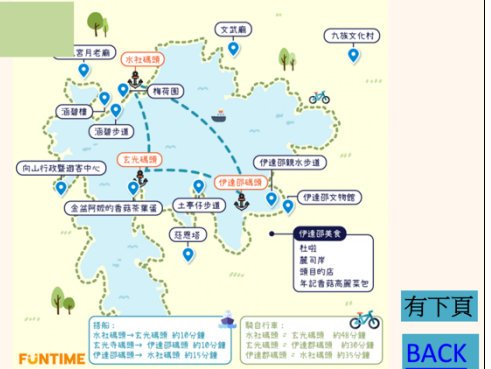 文武廟
九族文化村
宮月老廟
水社碼頭
梅荷園
涵碧樓
涵碧步道
玄光碼頭
伊達邵親水步道
向山行政暨遊客中心
伊達邵碼頭
伊達邵文物館
金盆阿嬤的香菇茶葉蛋
土亭仔步道
慈恩塔
伊達邵美食
杜啦
麓司岸
頭目的店
年記香菇高麗菜包
有下頁
搭船：
水社碼頭→玄光碼頭 約10分鐘
玄光寺碼頭→ 伊達邵碼頭 約10分鐘
伊達邵碼頭→ 水社碼頭 約15分鐘
騎自行車：
水社碼頭 ⇌ 玄光碼頭 約48分鐘
玄光碼頭 ⇌ 伊達群碼頭 約30分鐘
伊達群碼頭 ⇌ 水社碼頭 約35分鐘
FUNTIME
BACK